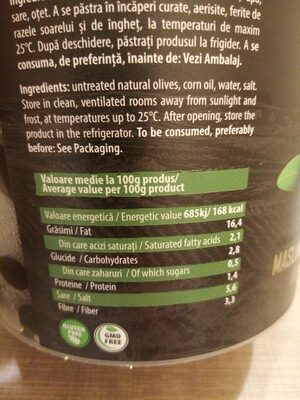 sare, oțet. A se păstra în încăperi curate, aerisite, ferite de
razele soarelui și de îngheț, la temperaturi de maxim
25°C. După deschidere, păstrați produsul la frigider. A se
consuma, de preferință, înainte de: Vezi Ambalaj.
Ingredients: untreated natural olives, corn oil, water, salt.
Store in clean, ventilated rooms away from sunlight and
frost, at temperatures up to 25°C. After opening, store the
product in the refrigerator. To be consumed, preferably
before: See Packaging.
Valoare medie la 100g produs/
Average value per 100g product
Valoare energetică / Energetic value 685kj/ 168 kcal
Grăsimi / Fat 16,4
Din care acizi saturați / Saturated fatty acids 2,1
Glucide / Carbohydrates 2,8
Din care zaharuri / Of which sugars 0,5
Proteine / Protein 1,4
Sare / Salt 5,6
Fibre / Fiber 3,3
GLUTEN FREE
GMO FREE